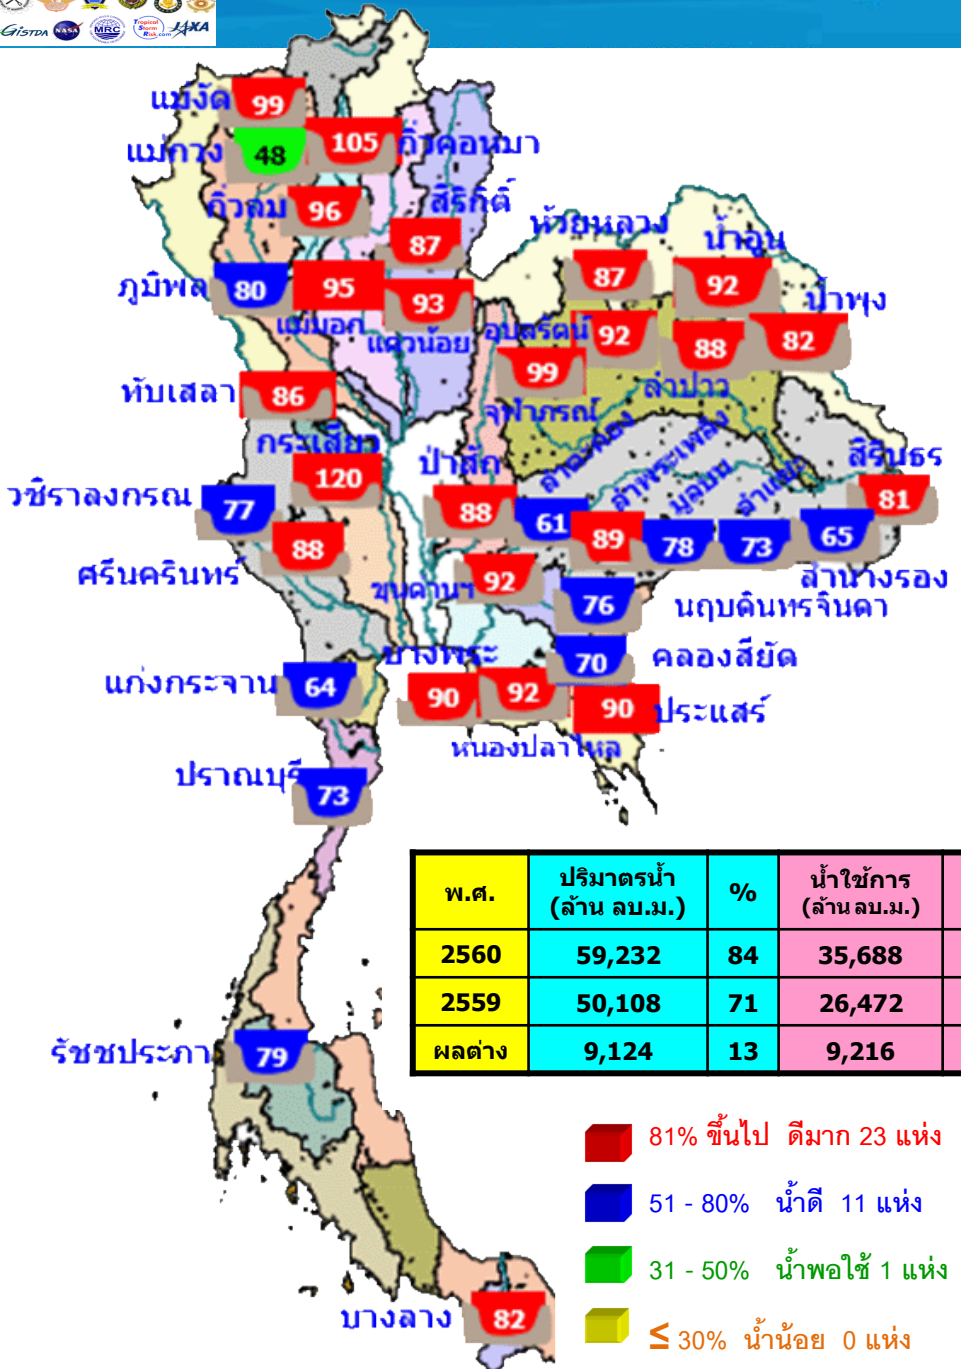 GISTDA NASA MRC Tropical Storm Risk.com JAXA
แม่งัด 99
แม่กวง 48 105 กิ่วคอหมา
กิ่วลม 96 สิริกิติ์
87 ห้วยหลวง น้ำอูน
ภูมิพล 80 95 93 87 92 น้ำพุง
แม่มอก แควน้อย อุบลรัตน์ 92 88 82
ทับเสลา 86 99 ลำปาว
จุฬาภรณ์
กระเสียว ป่าสัก ลำตะคอง ลำพระเพลิง มูลบน ลำแซะ สิรินธร
วชิราลงกรณ 77 120 88 61 89 78 73 65 81
ศรีนครินทร์ 88 ขุนด่านฯ 92 ลำนางรอง
76 นฤบดินทรจินดา
บางพระ 70 คลองสียัด
แก่งกระจาน 64 90 92 90 ประแสร์
หนองปลาไหล
ปราณบุรี 73
พ.ศ. ปริมาตรน้ำ (ล้าน ลบ.ม.) % น้ำใช้การ (ล้าน ลบ.ม.)
2560 59,232 84 35,688
2559 50,108 71 26,472
ผลต่าง 9,124 13 9,216
รัชชประภา 79
81% ขึ้นไป ดีมาก 23 แห่ง
51 - 80% น้ำดี 11 แห่ง
31 - 50% น้ำพอใช้ 1 แห่ง
≤ 30% น้ำน้อย 0 แห่ง
บางลาง 82